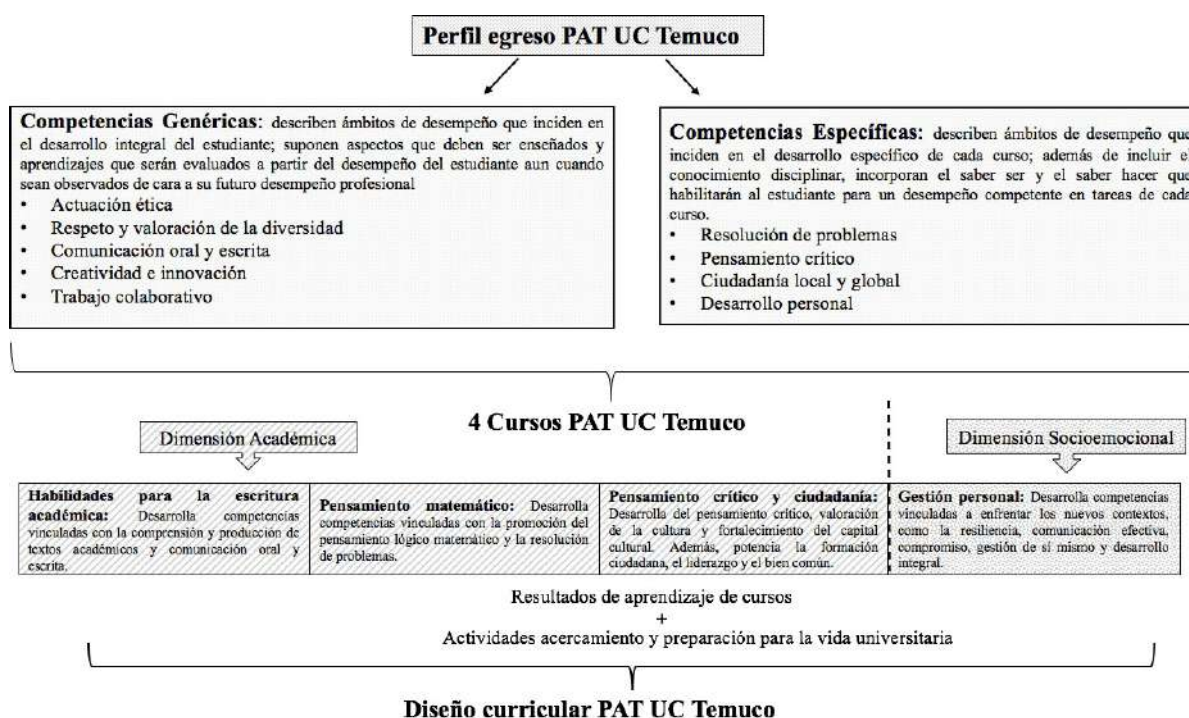 Perfil egreso PAT UC Temuco
Competencias Genéricas: describen ámbitos de desempeño que inciden en
el desarrollo integral del estudiante; suponen aspectos que deben ser enseñados y
aprendizajes que serán evaluados a partir del desempeño del estudiante aun cuando
sean observados de cara a su futuro desempeño profesional
• Actuación ética
• Respeto y valoración de la diversidad
• Comunicación oral y escrita
• Creatividad e innovación
• Trabajo colaborativo
Competencias Específicas: describen ámbitos de desempeño que
inciden en el desarrollo específico de cada curso; además de incluir el
conocimiento disciplinar, incorporan el saber ser y el saber hacer que
habilitarán al estudiante para un desempeño competente en tareas de cada
curso.
• Resolución de problemas
• Pensamiento crítico
• Ciudadanía local y global
• Desarrollo personal
4 Cursos PAT UC Temuco
Dimensión Académica
Dimensión Socioemocional
Habilidades para la escritura
académica: Desarrolla competencias
vinculadas con la comprensión y producción de
textos académicos y comunicación oral y
escrita.
Pensamiento matemático: Desarrolla
competencias vinculadas con la promoción del
pensamiento lógico matemático y la resolución
de problemas.
Pensamiento crítico y ciudadanía:
Desarrolla del pensamiento crítico, valoración
de la cultura y fortalecimiento del capital
cultural. Además, potencia la formación
ciudadana, el liderazgo y el bien común.
Gestión personal: Desarrolla competencias
vinculadas a enfrentar los nuevos contextos,
como la resiliencia, comunicación efectiva,
compromiso, gestión de sí mismo y desarrollo
integral.
Resultados de aprendizaje de cursos
+
Actividades acercamiento y preparación para la vida universitaria
Diseño curricular PAT UC Temuco